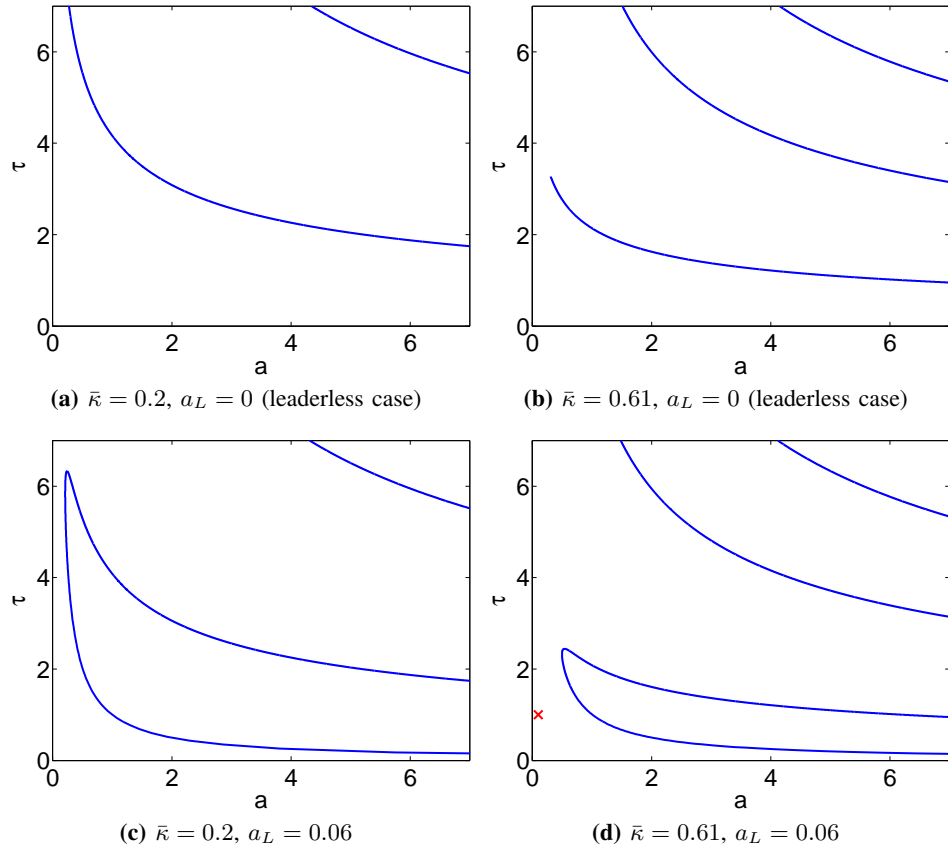 6
4
2
0
τ
0
2
4
6
a
(a) κ̄ = 0.2, a_L = 0 (leaderless case)
6
4
2
0
τ
0
2
4
6
a
(b) κ̄ = 0.61, a_L = 0 (leaderless case)
6
4
2
0
τ
0
2
4
6
a
(c) κ̄ = 0.2, a_L = 0.06
6
4
2
0
τ
0
2
4
6
a
(d) κ̄ = 0.61, a_L = 0.06